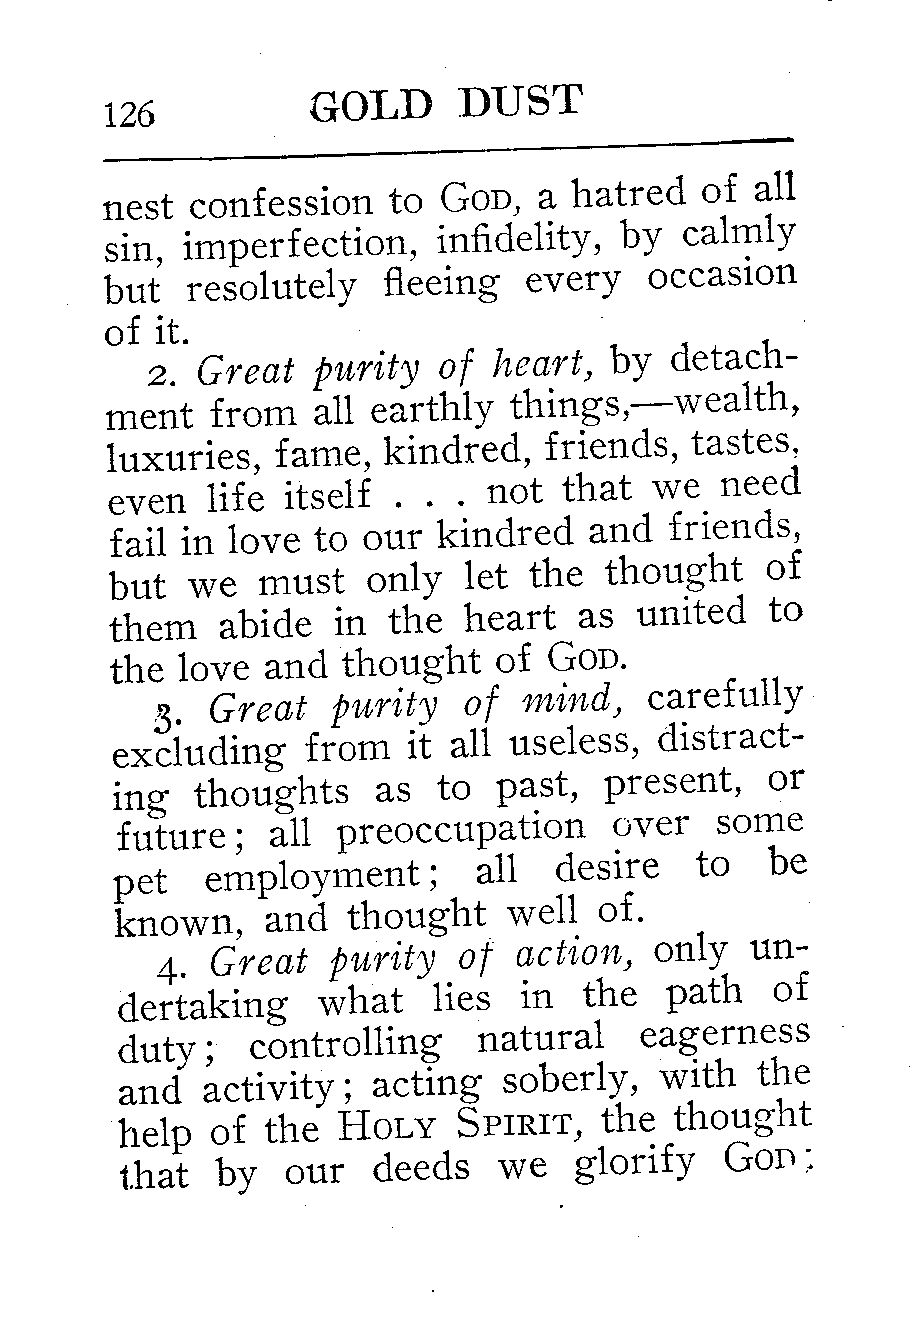 126 GOLD DUST
nest confession to GOD, a hatred of all
sin, imperfection, infidelity, by calmly
but resolutely fleeing every occasion
of it.
2. Great purity of heart, by detach-
ment from all earthly things,—wealth,
luxuries, fame, kindred, friends, tastes,
even life itself . . . not that we need
fail in love to our kindred and friends,
but we must only let the thought of
them abide in the heart as united to
the love and thought of GOD.
3. Great purity of mind, carefully
excluding from it all useless, distract-
ing thoughts as to past, present, or
future; all preoccupation over some
pet employment; all desire to be
known, and thought well of.
4. Great purity of action, only un-
dertaking what lies in the path of
duty; controlling natural eagerness
and activity; acting soberly, with the
help of the HOLY SPIRIT, the thought
that by our deeds we glorify GOD;